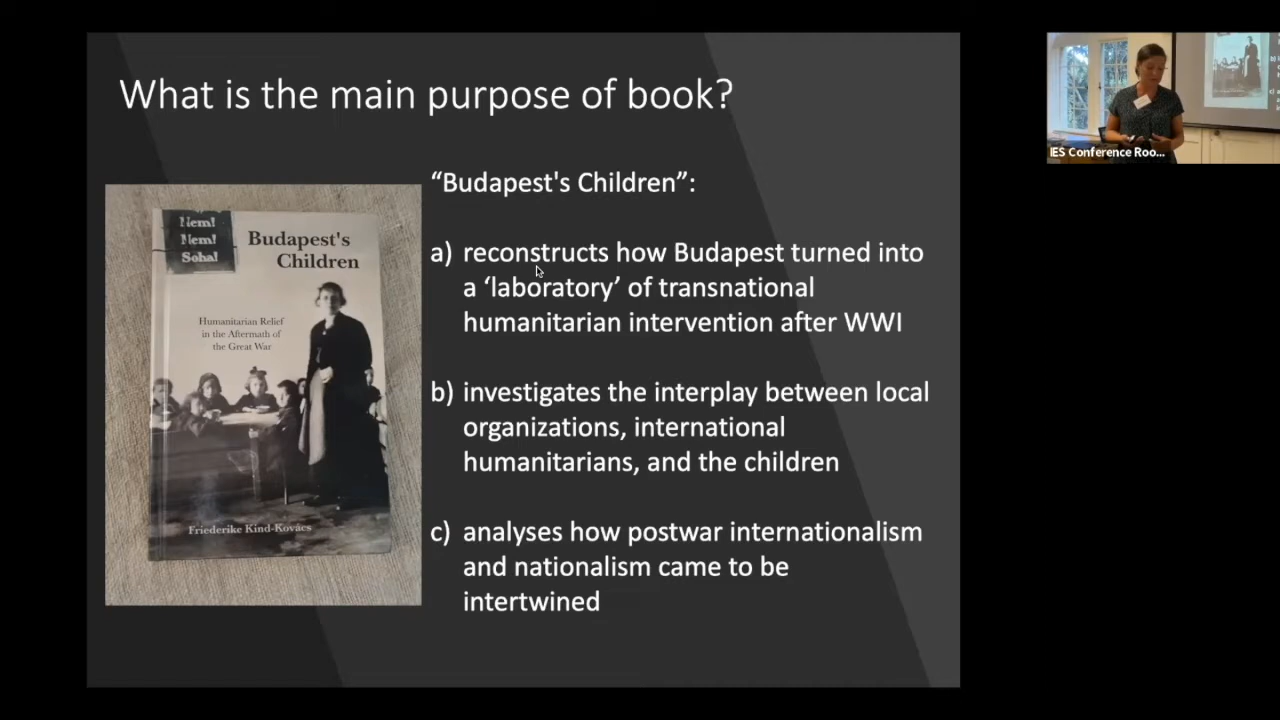 What is the main purpose of book?
“Budapest's Children”:
a) reconstructs how Budapest turned into
a ‘laboratory’ of transnational
humanitarian intervention after WWI
b) investigates the interplay between local
organizations, international
humanitarians, and the children
c) analyses how postwar internationalism
and nationalism came to be
intertwined
Nem!
Nem!
Soha!
Budapest's
Children
Humanitarian Relief
in the Aftermath of
the Great War
Friederike Kind-Kovács
IES Conference Roo...